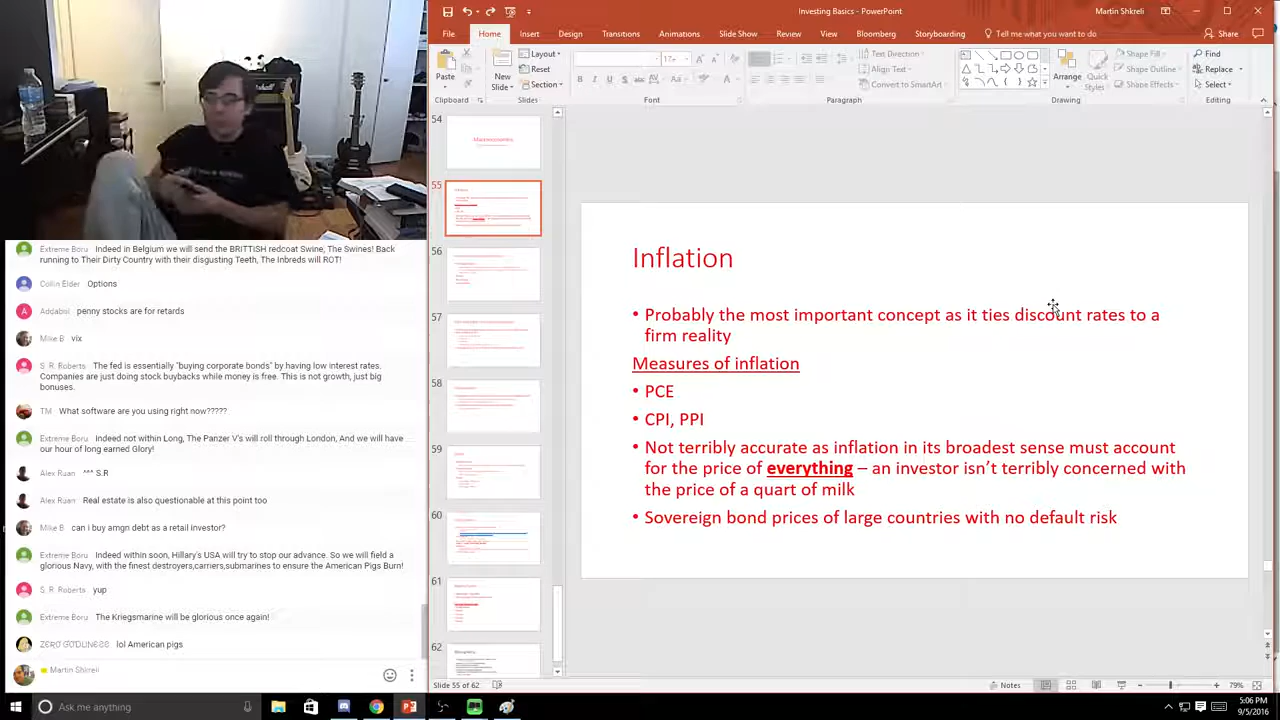 Investing - PowerPoint
Martin Shkreli
File Home Insert Design Transitions Animations Slide Show Review View Bloomberg Storyboarding Tell me what you want to do
Share
Paste
New Slide
Layout
Reset
Section
17
B I U S
Aa
A
Text Direction
Align Text
Convert to SmartArt
Arrange
Quick Styles
Shape Fill
Shape Outline
Shape Effects
Find
Replace
Select
Clipboard Slides Font Paragraph Drawing Editing
54
Macroeconomics
55
56
57
58
59
60
61
62
Inflation
• Probably the most important concept as it ties discount rates to a
firm reality
Measures of inflation
• PCE
• CPI, PPI
• Not terribly accurate as inflation in its broadest sense must account
for the price of everything – an investor isn't terribly concerned with
the price of a quart of milk
• Sovereign bond prices of large countries with no default risk
Extreme Boru Indeed in Belgium we will send the BRITTiSH redcoat Swine, The Swines! Back
running to Their Dirty Country with their disgusting Teeth, The Inbreds will ROT!
Collin Elder Options
A
Addabsi penny stocks are for retards
Mike B. vix
S. R. Roberts The fed is essentially "buying corporate bonds" by having low interest rates.
Companies are just doing stock buybacks while money is free. This is not growth, just big
bonuses.
TM What software are you using right now?????
Extreme Boru indeed not within Long, The Panzer V's will roll through London, And we will have
our hour of long earned Glory!
Alex Ruan ^^^ S.R
Alex Ruan Real estate is also questionable at this point too
Mike B. can i buy amgn debt as a retail investor?
Extreme Boru Indeed within soon, Hillary's USA will try to stop our advance. So we will field a
Glorious Navy, with the finest destroyers,carriers,submarines to ensure the American Pigs Burn!
S. R. Roberts yup
Extreme Boru The Kriegsmarine will be glorious once again!
lol American pigs
Martin Shkreli
Slide 55 of 62
Notes
79%
Ask me anything
5:06 PM
9/5/2016